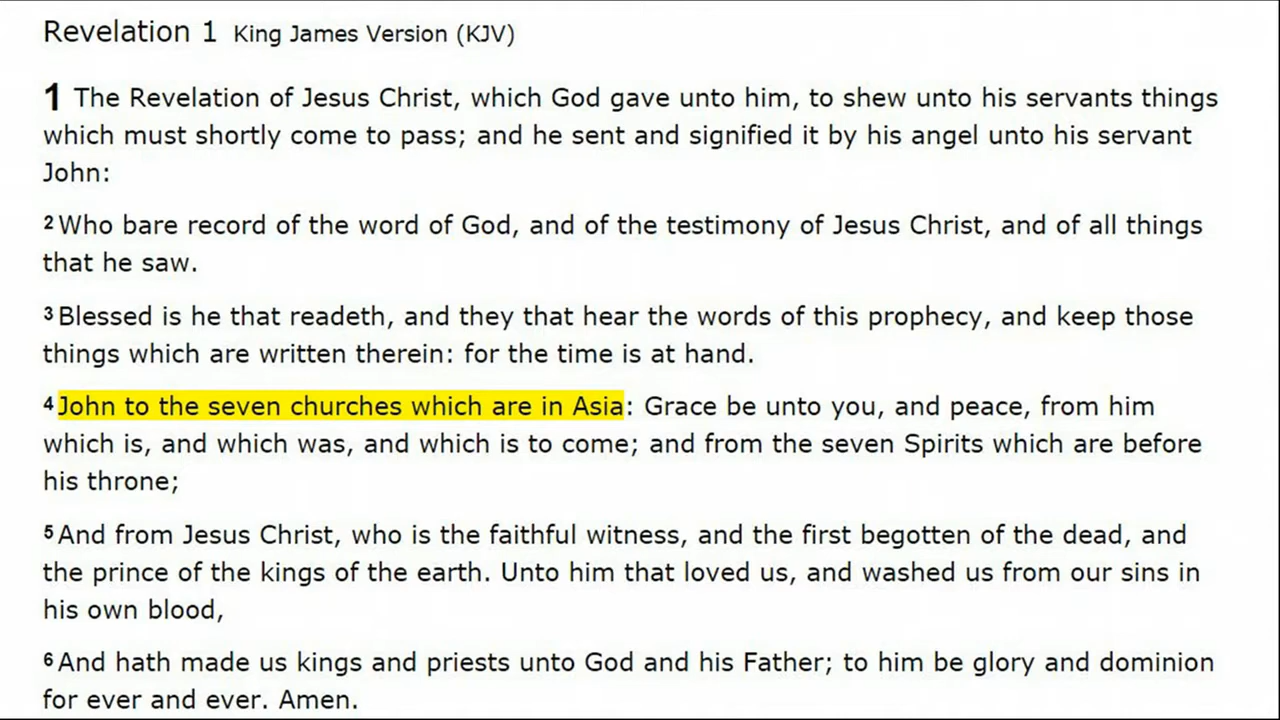 Revelation 1 King James Version (KJV)
1 The Revelation of Jesus Christ, which God gave unto him, to shew unto his servants things
which must shortly come to pass; and he sent and signified it by his angel unto his servant
John:
2 Who bare record of the word of God, and of the testimony of Jesus Christ, and of all things
that he saw.
3 Blessed is he that readeth, and they that hear the words of this prophecy, and keep those
things which are written therein: for the time is at hand.
4 John to the seven churches which are in Asia: Grace be unto you, and peace, from him
which is, and which was, and which is to come; and from the seven Spirits which are before
his throne;
5 And from Jesus Christ, who is the faithful witness, and the first begotten of the dead, and
the prince of the kings of the earth. Unto him that loved us, and washed us from our sins in
his own blood,
6 And hath made us kings and priests unto God and his Father; to him be glory and dominion
for ever and ever. Amen.